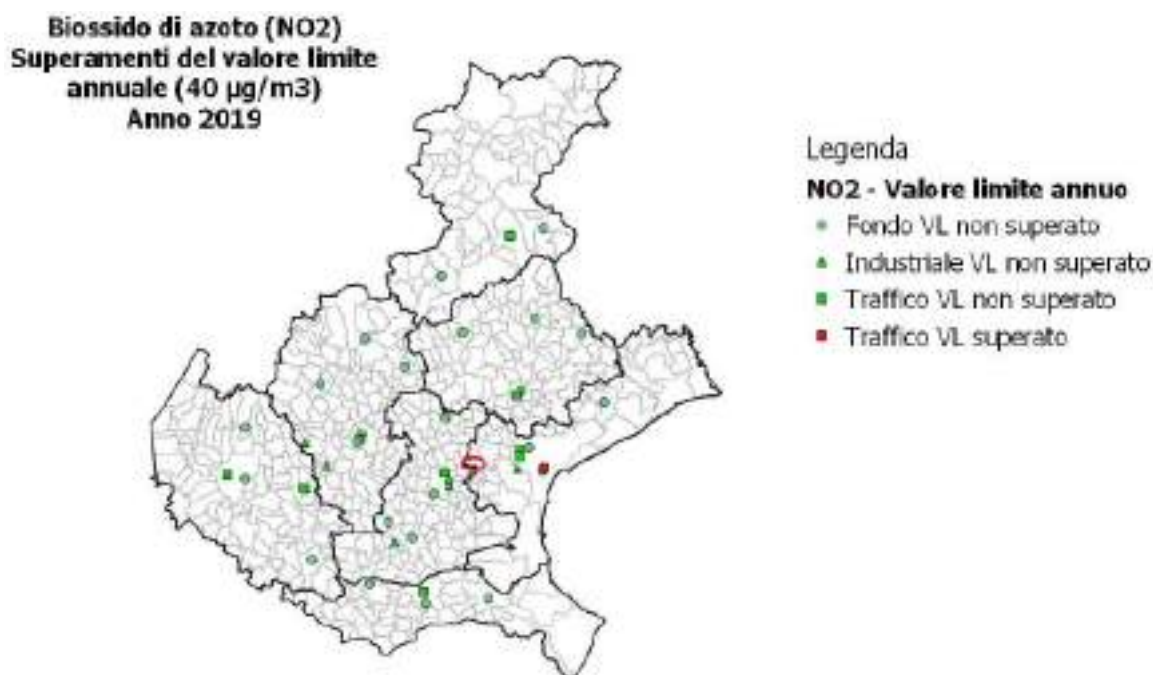 Biossido di azoto (NO2)
Superamenti del valore limite
annuale (40 µg/m3)
Anno 2019
Legenda
NO2 - Valore limite annuo
Fondo VL non superato
Industriale VL non superato
Traffico VL non superato
Traffico VL superato